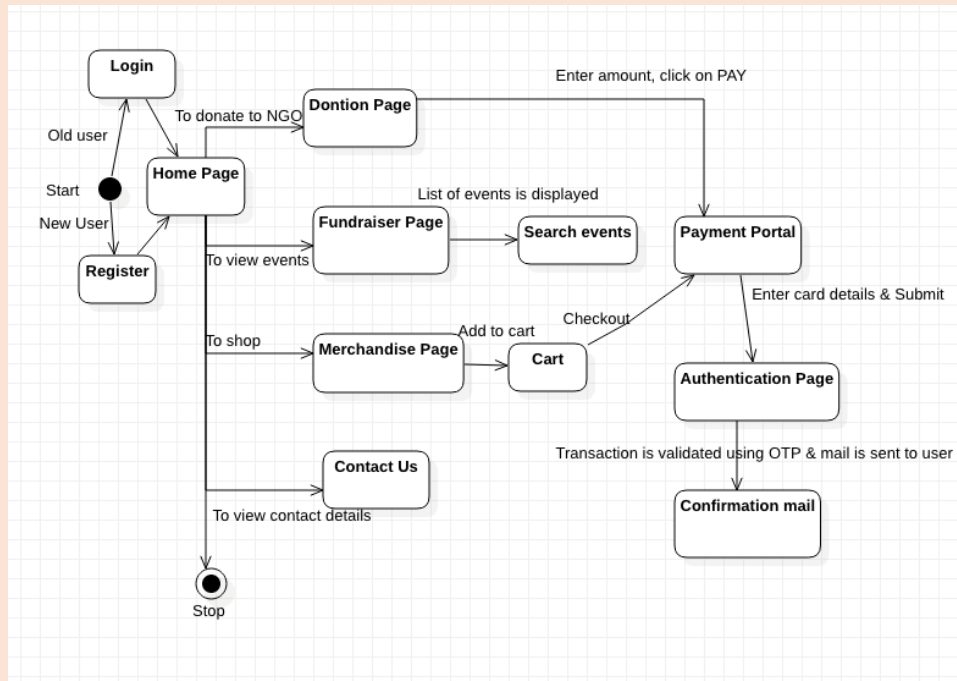 Enter amount, click on PAY
Login
Dontion Page
To donate to NGO
Old user
Home Page
Start
List of events is displayed
New User
Fundraiser Page
Search events
Payment Portal
To view events
Register
Enter card details & Submit
Checkout
Add to cart
To shop
Merchandise Page
Cart
Authentication Page
Transaction is validated using OTP & mail is sent to user
Contact Us
Confirmation mail
To view contact details
Stop